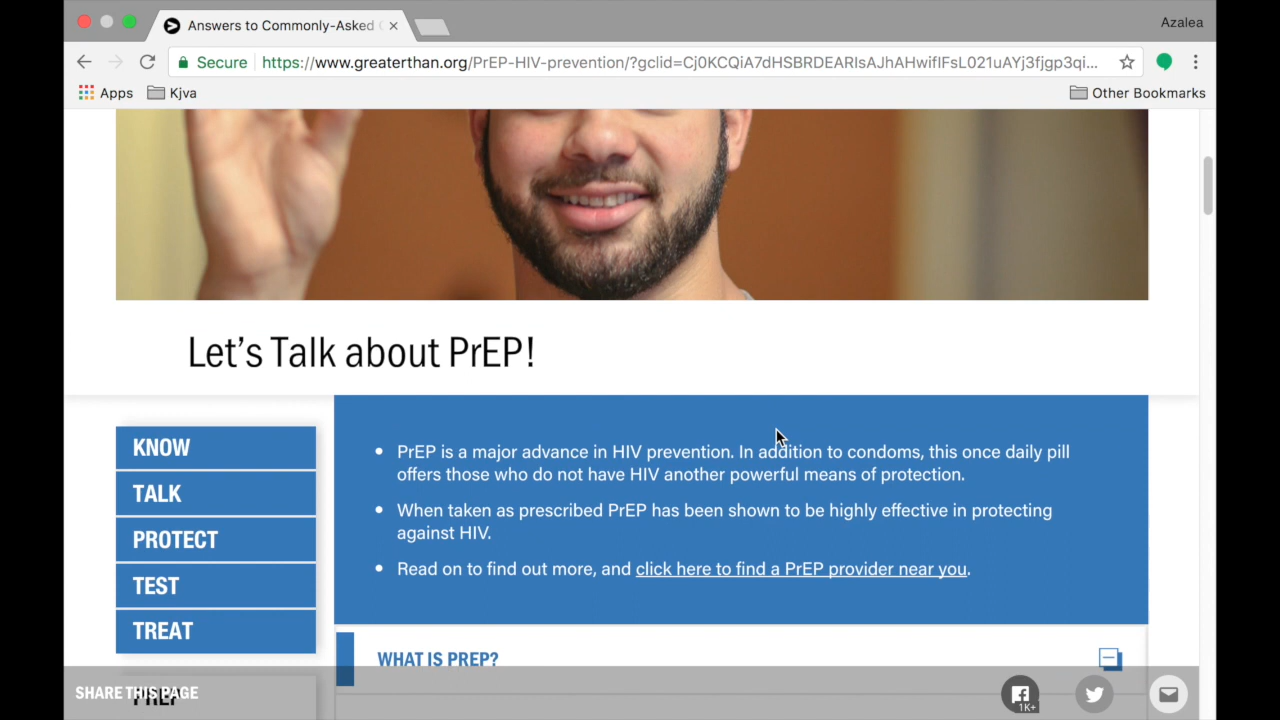 Answers to Commonly-Asked
Azalea
Secure
https://www.greaterthan.org/PrEP-HIV-prevention/?gclid=Cj0KCQiA7dHSBRDEARIsAJhAHwifIFsL021uAYj3fjgp3qi...
Apps
Kjva
Other Bookmarks
Let's Talk about PrEP!
KNOW
TALK
PROTECT
TEST
TREAT
PREP
• PrEP is a major advance in HIV prevention. In addition to condoms, this once daily pill
offers those who do not have HIV another powerful means of protection.
• When taken as prescribed PrEP has been shown to be highly effective in protecting
against HIV.
• Read on to find out more, and click here to find a PrEP provider near you.
WHAT IS PREP?
SHARE THIS PAGE
1K+